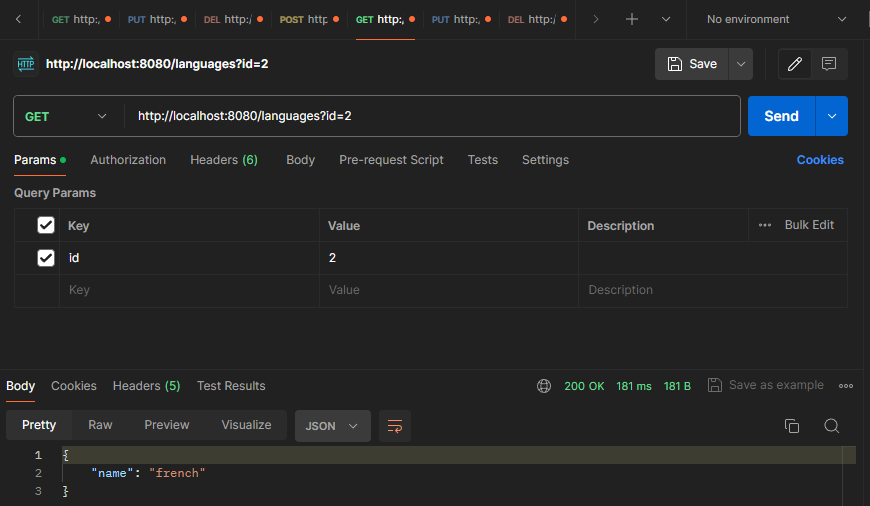 GET http:, PUT http:, DEL http:/ POST http GET http:, PUT http:, DEL http:/ No environment
HTTP http://localhost:8080/languages?id=2 Save
GET http://localhost:8080/languages?id=2 Send
Params Authorization Headers (6) Body Pre-request Script Tests Settings Cookies
Query Params
Key Value Description Bulk Edit
id 2
Key Value Description
Body Cookies Headers (5) Test Results 200 OK 181 ms 181 B Save as example
Pretty Raw Preview Visualize JSON
1 {
2 "name": "french"
3 }